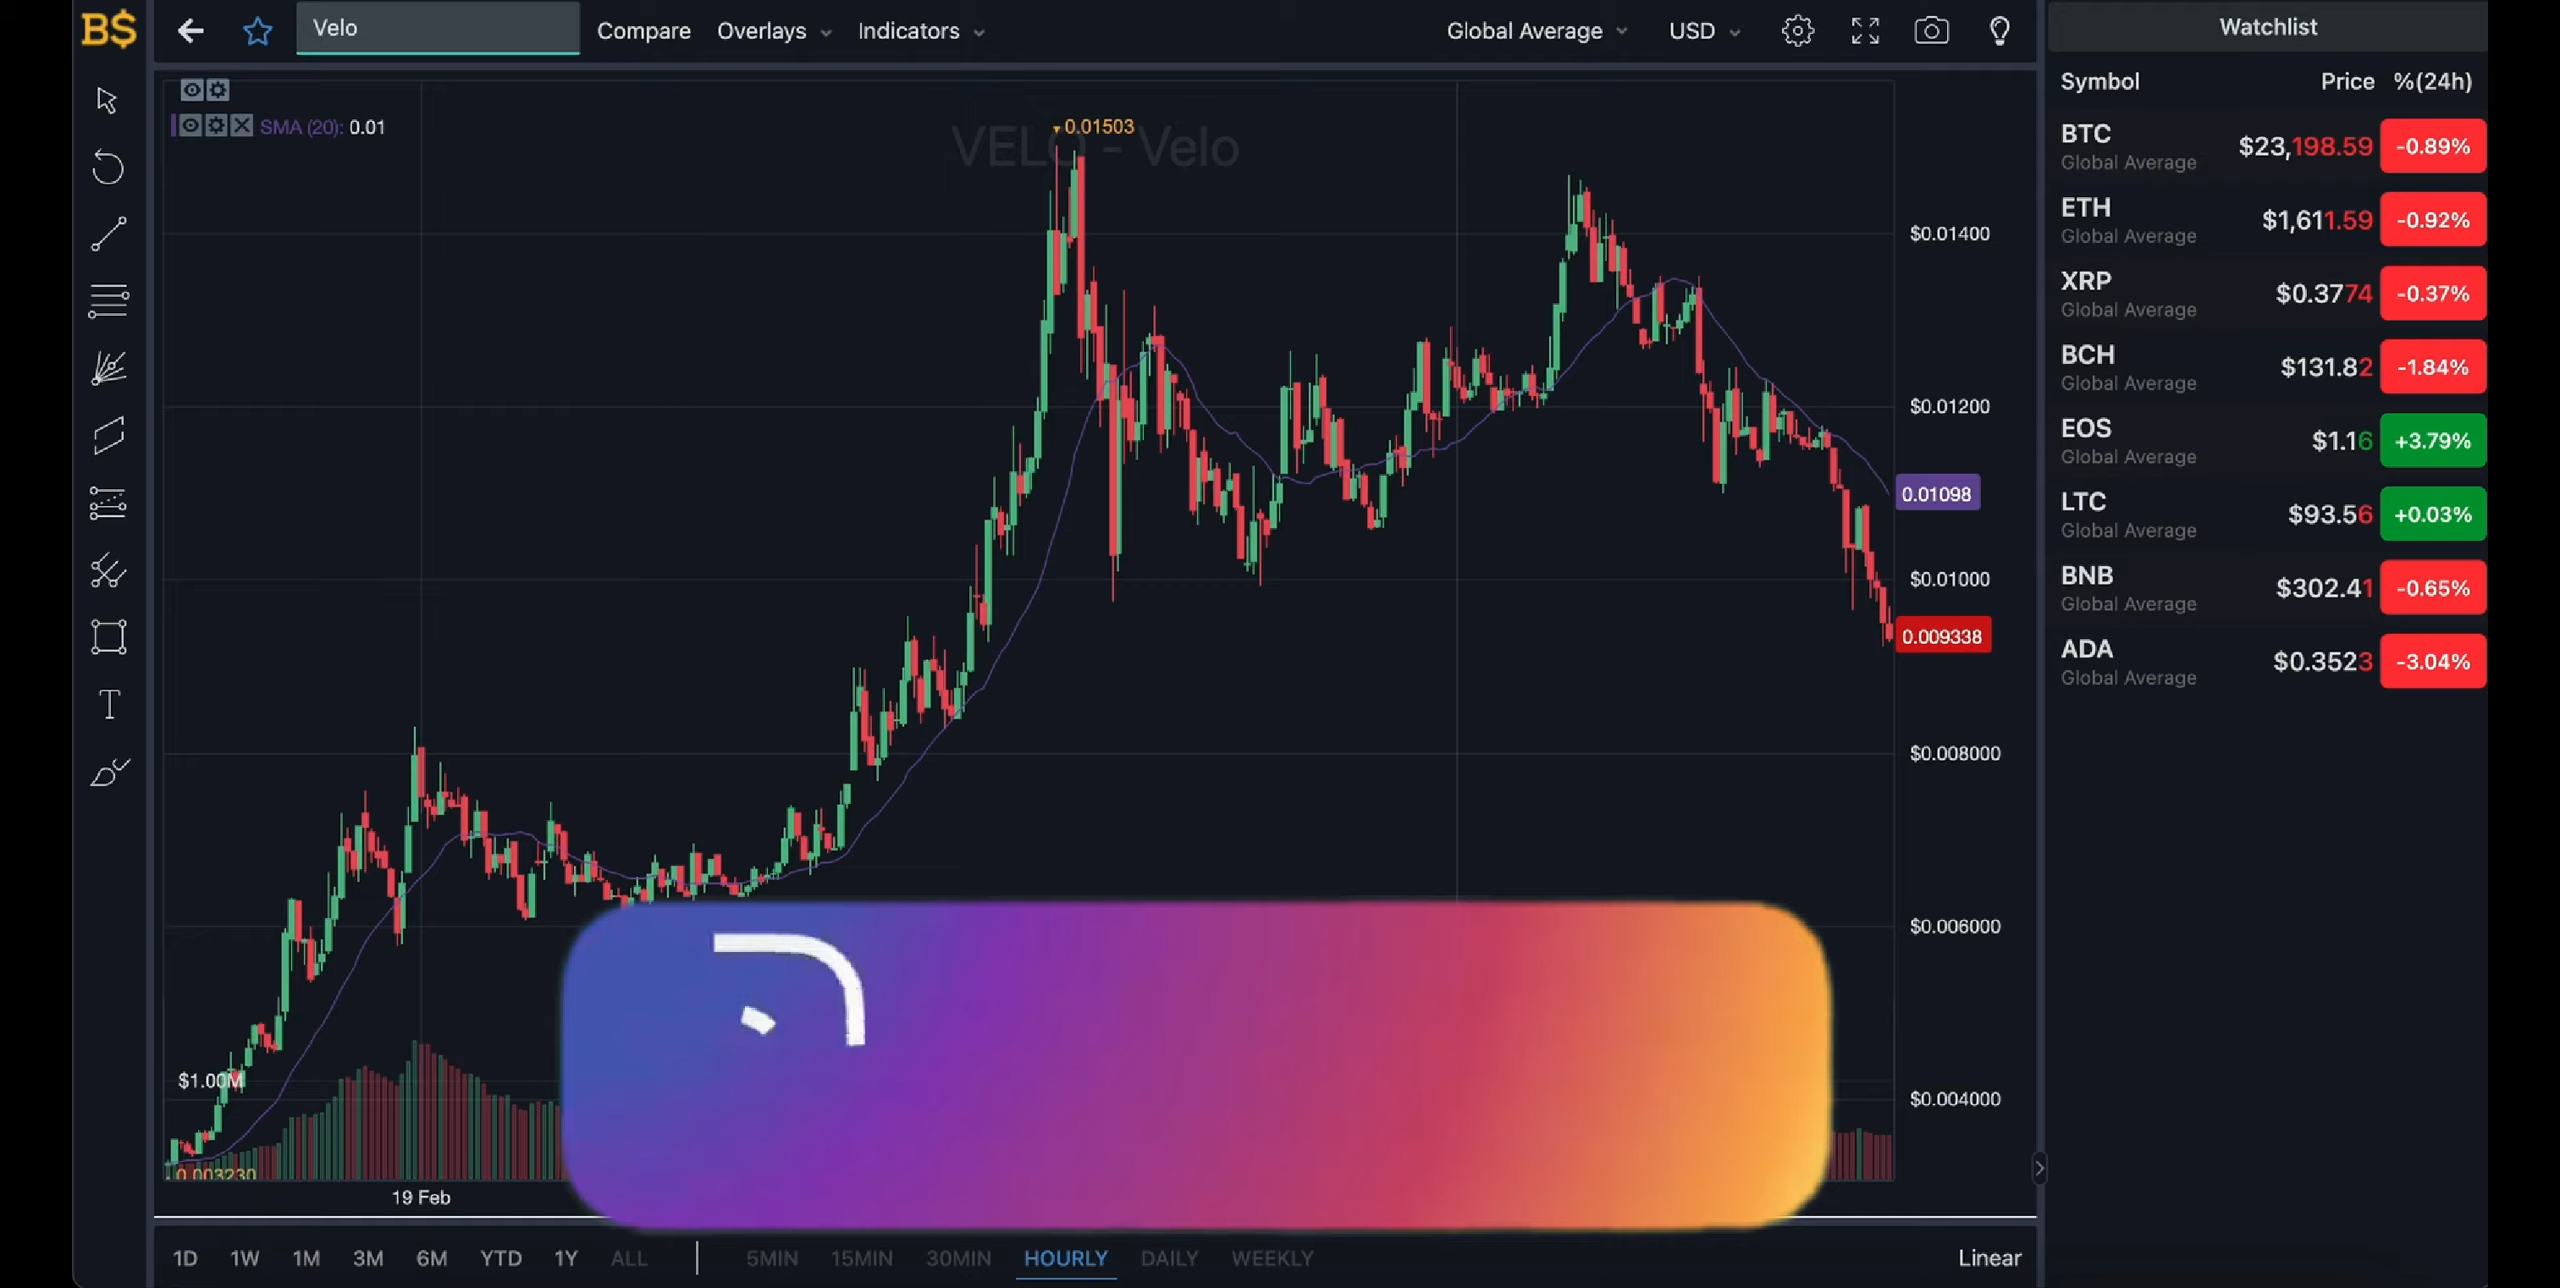 B$
Velo
Compare
Overlays
Indicators
Global Average
USD
SMA (20): 0.01
VELO - Velo
0.01503
$0.01400
$0.01200
0.01098
$0.01000
0.009338
$0.008000
$0.006000
$0.004000
$1.00M
0.003230
19 Feb
1D 1W 1M 3M 6M YTD 1Y ALL
5MIN 15MIN 30MIN HOURLY DAILY WEEKLY
Linear
Watchlist
Symbol Price %(24h)
BTC $23,198.59 -0.89%
Global Average
ETH $1,611.59 -0.92%
Global Average
XRP $0.3774 -0.37%
Global Average
BCH $131.82 -1.84%
Global Average
EOS $1.16 +3.79%
Global Average
LTC $93.56 +0.03%
Global Average
BNB $302.41 -0.65%
Global Average
ADA $0.3523 -3.04%
Global Average